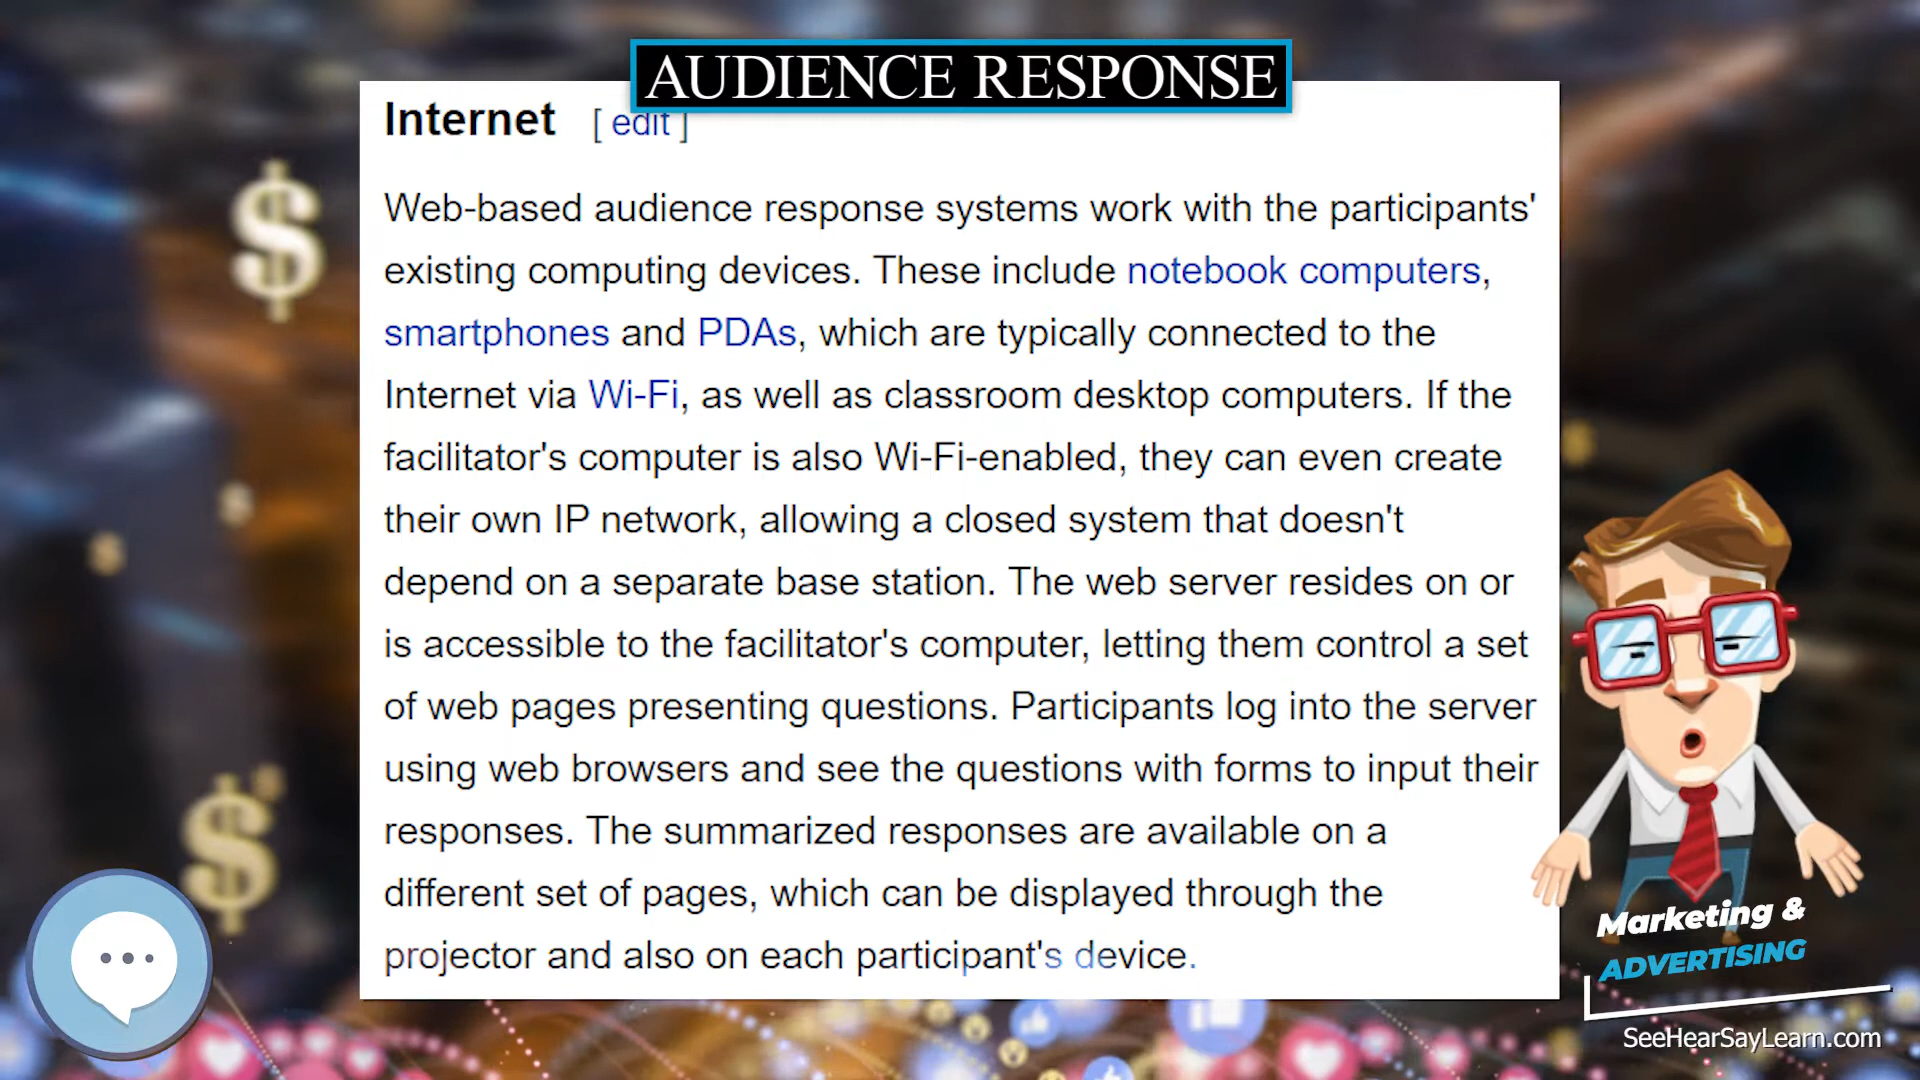 AUDIENCE RESPONSE
Internet [ edit ]
Web-based audience response systems work with the participants'
existing computing devices. These include notebook computers,
smartphones and PDAs, which are typically connected to the
Internet via Wi-Fi, as well as classroom desktop computers. If the
facilitator's computer is also Wi-Fi-enabled, they can even create
their own IP network, allowing a closed system that doesn't
depend on a separate base station. The web server resides on or
is accessible to the facilitator's computer, letting them control a set
of web pages presenting questions. Participants log into the server
using web browsers and see the questions with forms to input their
responses. The summarized responses are available on a
different set of pages, which can be displayed through the
projector and also on each participant's device.
Marketing &
ADVERTISING
SeeHearSayLearn.com